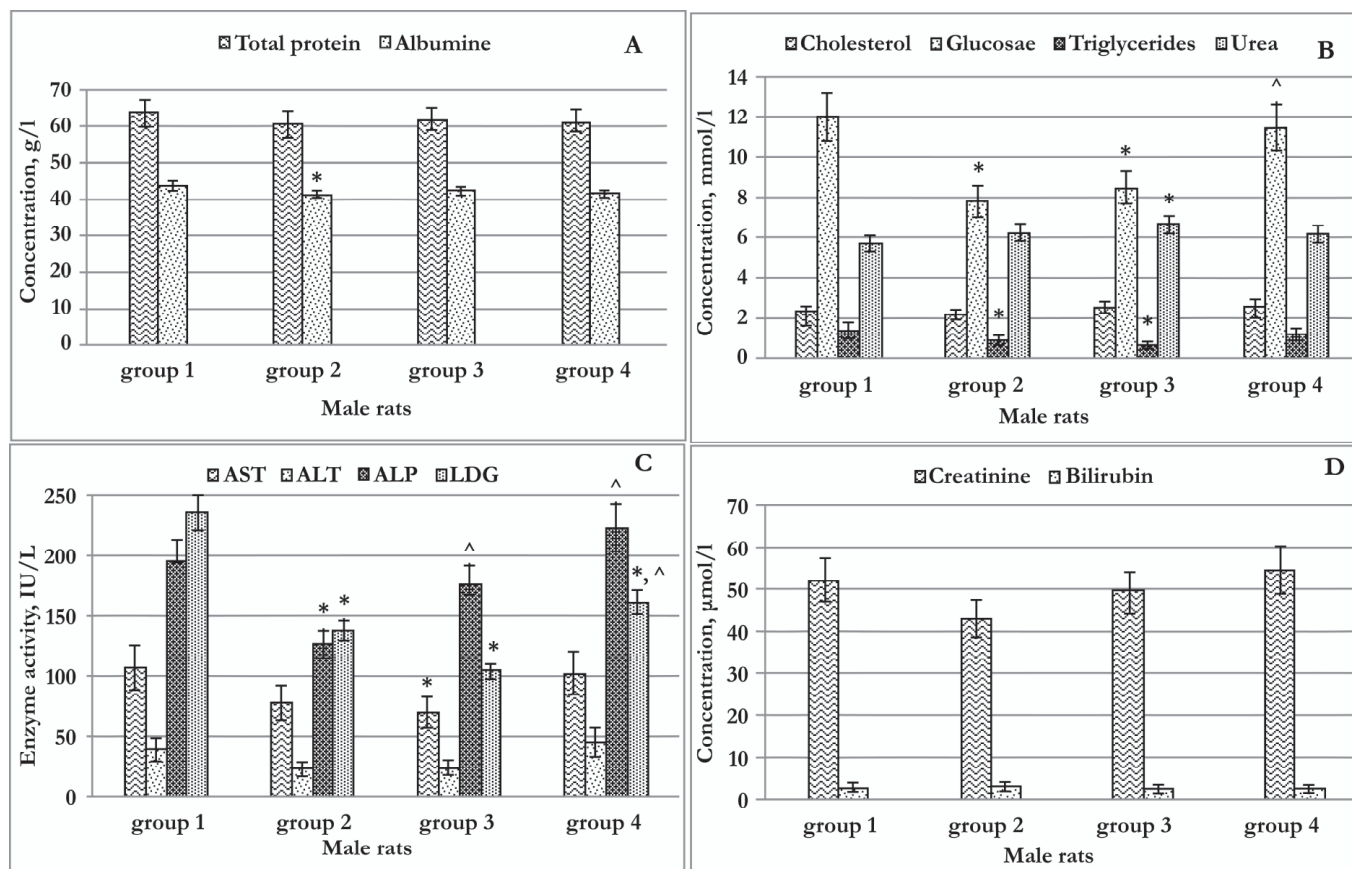 Total protein Albumine A
Concentration, g/l
70
60
50
40
30
20
10
0
*
group 1 group 2 group 3 group 4
Male rats
Cholesterol Glucosae Triglycerides Urea
B
Concentration, mmol/l
14
12
10
8
6
4
2
0
* * * * ^
group 1 group 2 group 3 group 4
Male rats
AST ALT ALP LDG C
Enzyme activity, IU/L
250
200
150
100
50
0
* * * ^ * ^ *, ^
group 1 group 2 group 3 group 4
Male rats
Creatinine Bilirubin D
Concentration, µmol/l
70
60
50
40
30
20
10
0
group 1 group 2 group 3 group 4
Male rats